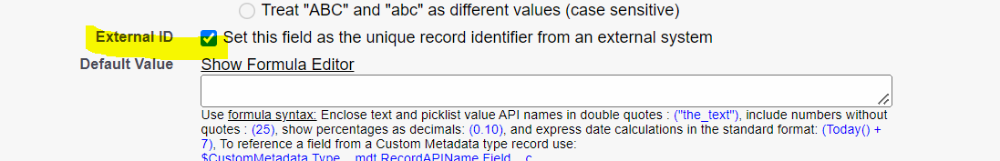 Treat "ABC" and "abc" as different values (case sensitive)
External ID Set this field as the unique record identifier from an external system
Default Value Show Formula Editor
Use formula syntax: Enclose text and picklist value API names in double quotes : ("the_text"), include numbers without
quotes : (25), show percentages as decimals: (0.10), and express date calculations in the standard format: (Today() +
7), To reference a field from a Custom Metadata type record use:
$CustomMetadata.Type__mdt.RecordAPIName.Field__c